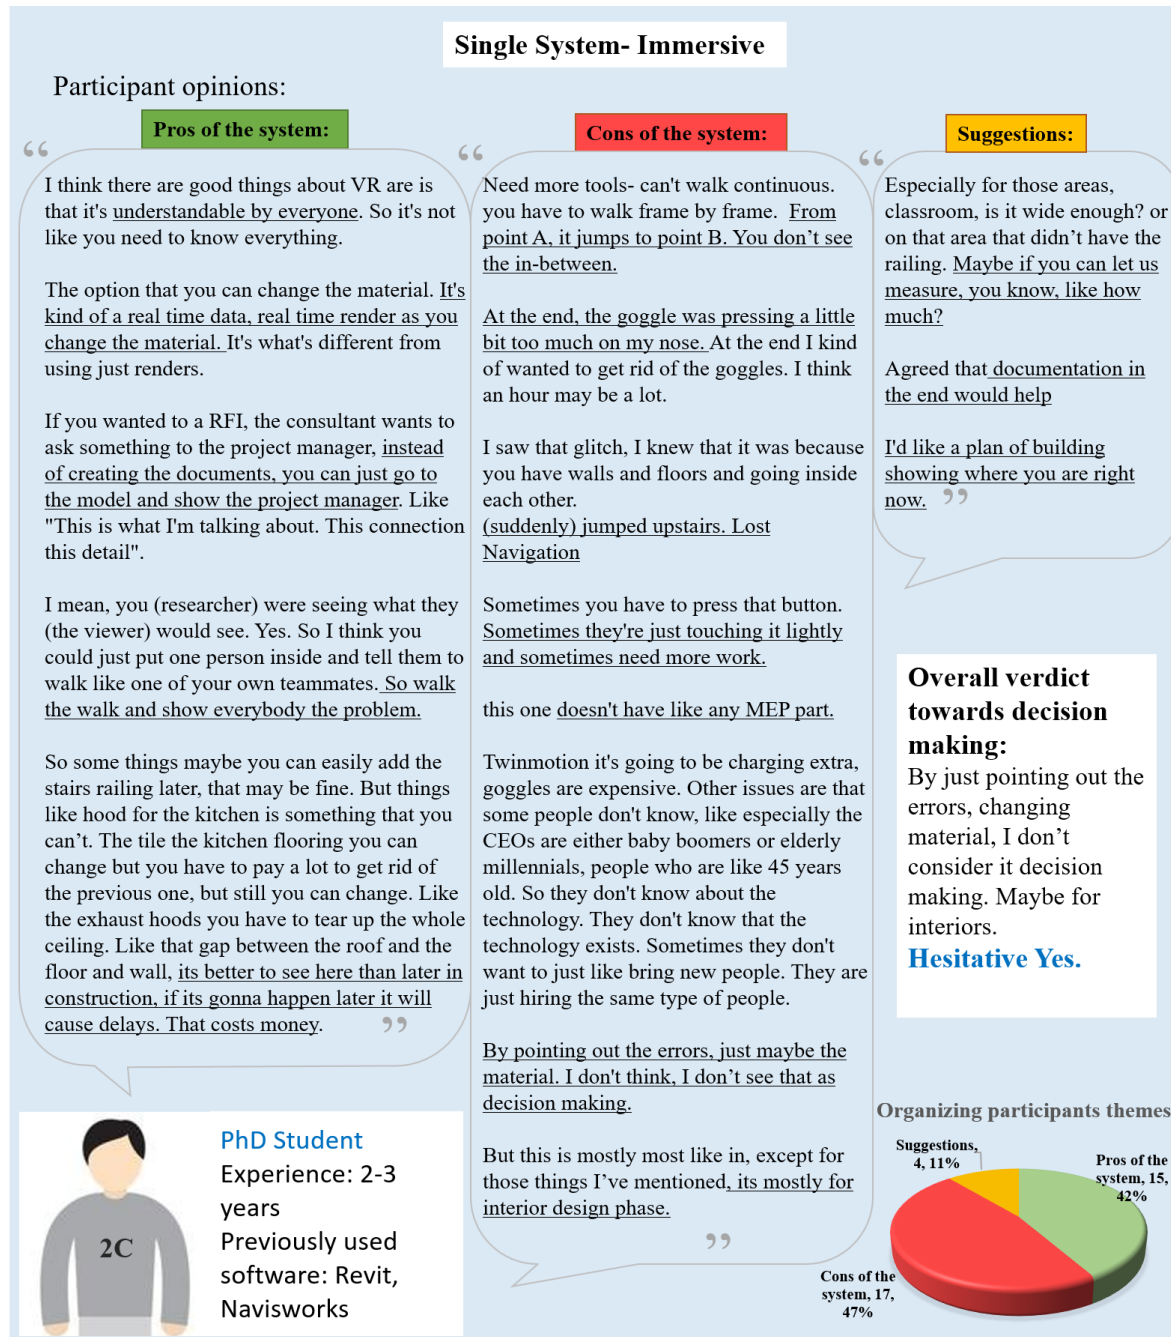 Single System- Immersive
Participant opinions:
Pros of the system:
“
I think there are good things about VR are is
that it's understandable by everyone. So it's not
like you need to know everything.
The option that you can change the material. It's
kind of a real time data, real time render as you
change the material. It's what's different from
using just renders.
If you wanted to a RFI, the consultant wants to
ask something to the project manager, instead
of creating the documents, you can just go to
the model and show the project manager. Like
"This is what I'm talking about. This connection
this detail".
I mean, you (researcher) were seeing what they
(the viewer) would see. Yes. So I think you
could just put one person inside and tell them to
walk like one of your own teammates. So walk
the walk and show everybody the problem.
So some things maybe you can easily add the
stairs railing later, that may be fine. But things
like hood for the kitchen is something that you
can’t. The tile the kitchen flooring you can
change but you have to pay a lot to get rid of
the previous one, but still you can change. Like
the exhaust hoods you have to tear up the whole
ceiling. Like that gap between the roof and the
floor and wall, its better to see here than later in
construction, if its gonna happen later it will
cause delays. That costs money.
”
Cons of the system:
“
Need more tools- can't walk continuous.
you have to walk frame by frame. From
point A, it jumps to point B. You don’t see
the in-between.
At the end, the goggle was pressing a little
bit too much on my nose. At the end I kind
of wanted to get rid of the goggles. I think
an hour may be a lot.
I saw that glitch, I knew that it was because
you have walls and floors and going inside
each other.
(suddenly) jumped upstairs. Lost
Navigation
Sometimes you have to press that button.
Sometimes they're just touching it lightly
and sometimes need more work.
this one doesn't have like any MEP part.
Twinmotion it's going to be charging extra,
goggles are expensive. Other issues are that
some people don't know, like especially the
CEOs are either baby boomers or elderly
millennials, people who are like 45 years
old. So they don't know about the
technology. They don't know that the
technology exists. Sometimes they don't
want to just like bring new people. They are
just hiring the same type of people.
By pointing out the errors, just maybe the
material. I don't think, I don’t see that as
decision making.
But this is mostly most like in, except for
those things I’ve mentioned, its mostly for
interior design phase.
”
Suggestions:
“
Especially for those areas,
classroom, is it wide enough? or
on that area that didn’t have the
railing. Maybe if you can let us
measure, you know, like how
much?
Agreed that documentation in
the end would help
I'd like a plan of building
showing where you are right
now. ”
Overall verdict
towards decision
making:
By just pointing out the
errors, changing
material, I don’t
consider it decision
making. Maybe for
interiors.
Hesitative Yes.
2C
PhD Student
Experience: 2-3
years
Previously used
software: Revit,
Navisworks
Organizing participants themes
Suggestions,
4, 11%
Pros of the
system, 15,
42%
Cons of the
system, 17,
47%